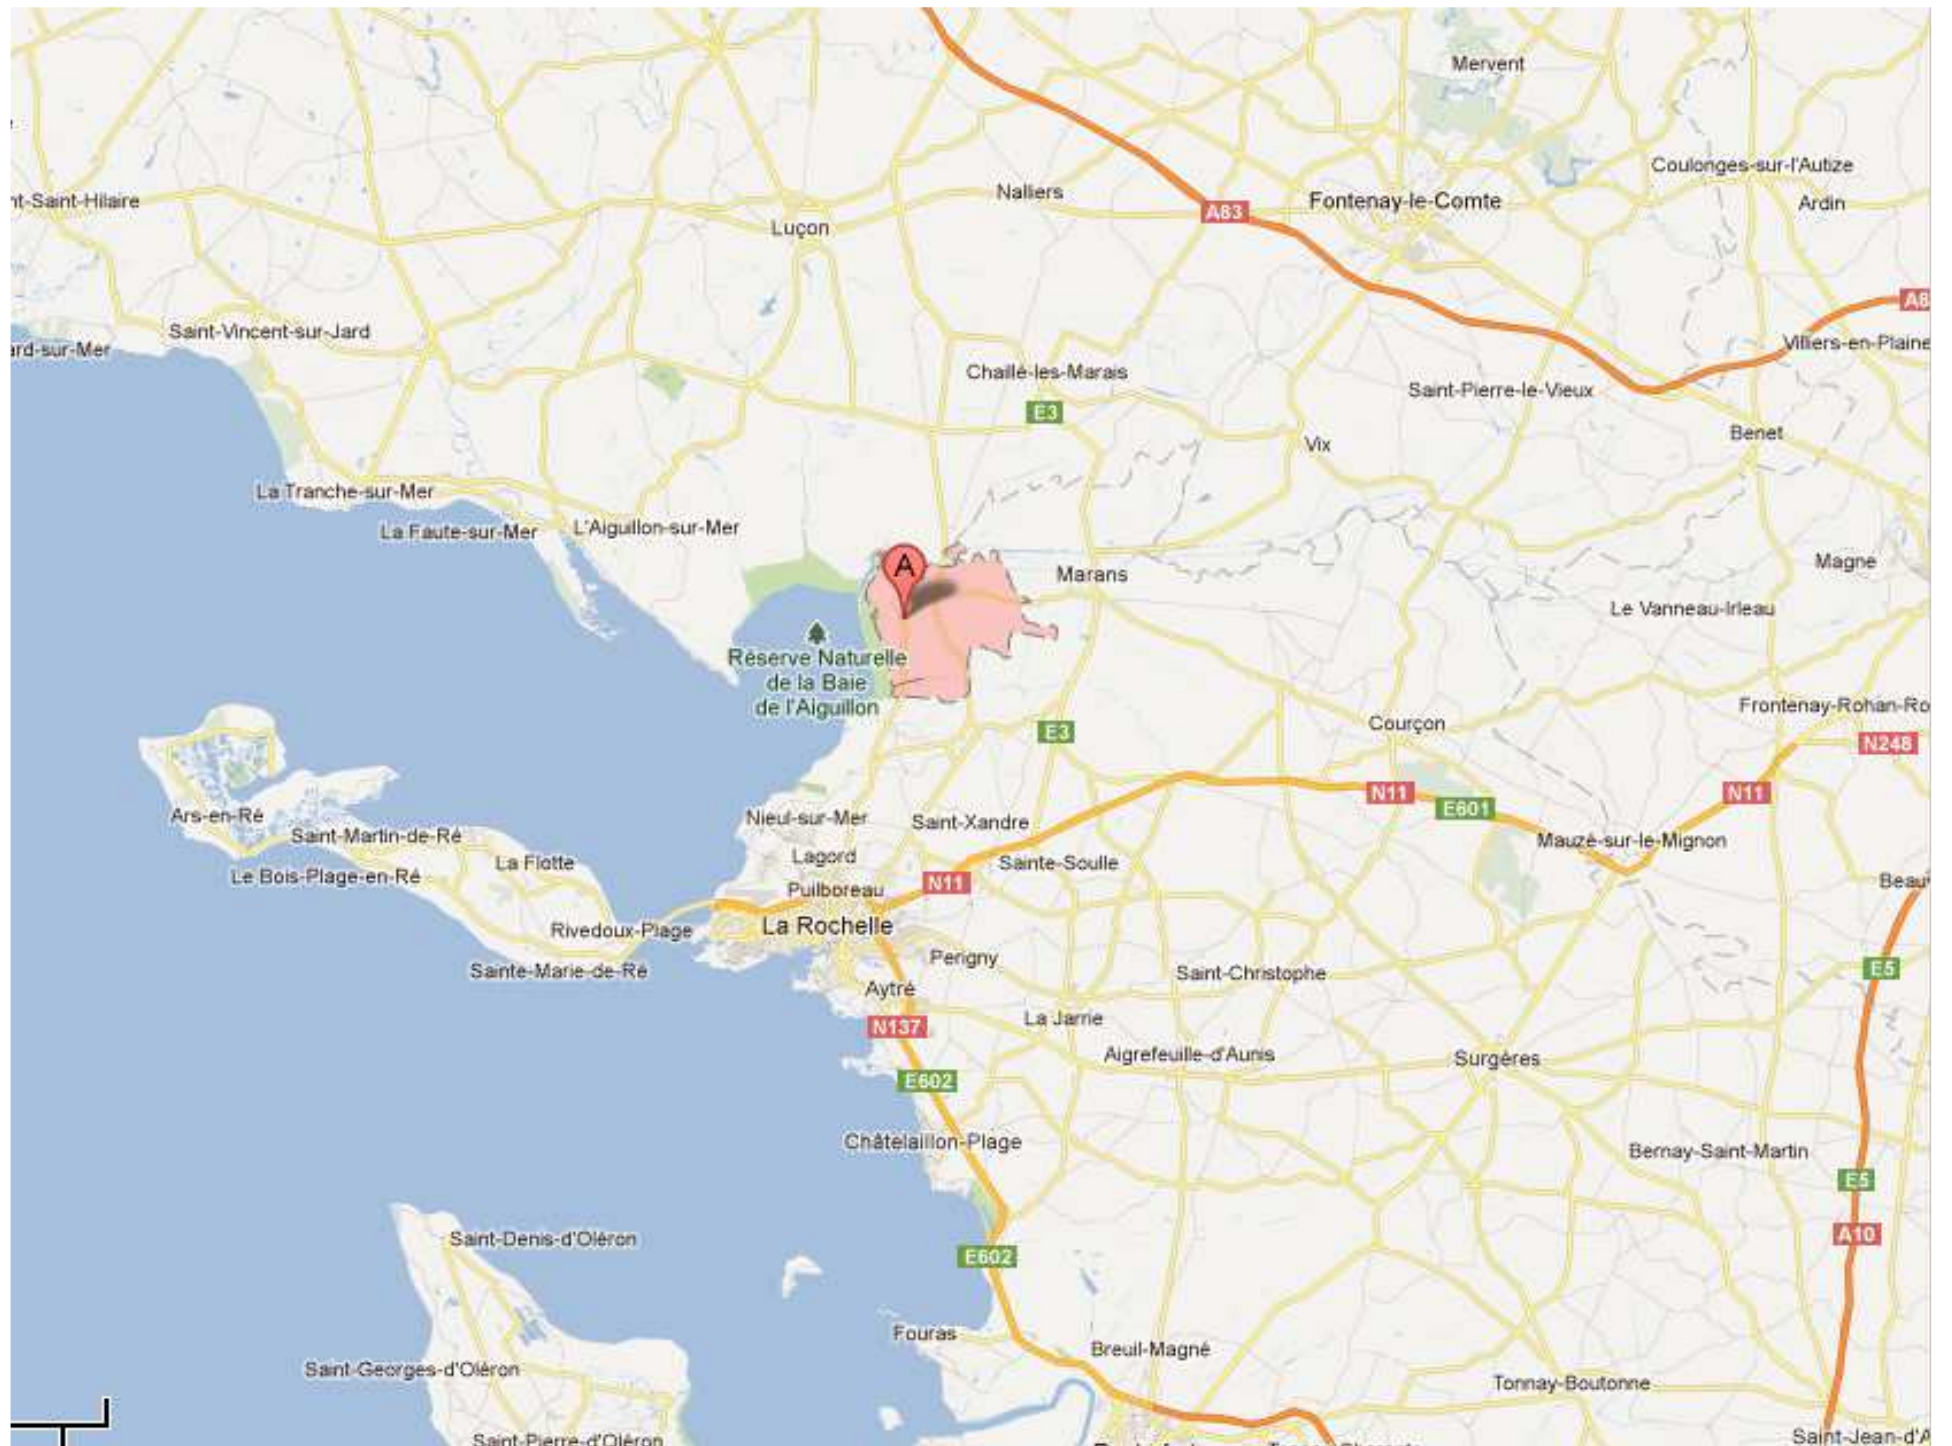 Mervent
Coulonges-sur-l'Autize
nt-Saint-Hilaire
Nalliers
Fontenay-le-Comte
Ardin
A83
Luçon
A8
Saint-Vincent-sur-Jard
ard-sur-Mer
Villiers-en-Plaine
Chaillé-les-Marais
Saint-Pierre-le-Vieux
E3
Benet
Vix
La Tranche-sur-Mer
La Faute-sur-Mer
L'Aiguillon-sur-Mer
A
Marans
Magne
Le Vanneau-Irleau
Réserve Naturelle
de la Baie
de l'Aiguillon
Frontenay-Rohan-Ro
Courçon
E3
N248
N11
N11
E601
Ars-en-Ré
Nieul-sur-Mer
Saint-Xandre
Saint-Martin-de-Ré
Mauzé-sur-le-Mignon
Lagord
La Flotte
Sainte-Soulle
Le Bois-Plage-en-Ré
Puilboreau
N11
Beau
La Rochelle
Rivedoux-Plage
Perigny
Sainte-Marie-de-Ré
Saint-Christophe
E5
Aytré
La Jarrie
N137
Aigrefeuille-d'Aunis
Surgères
E602
Châtelaillon-Plage
Bernay-Saint-Martin
E5
Saint-Denis-d'Oléron
A10
E602
Fouras
Breuil-Magné
Saint-Georges-d'Oléron
Tonnay-Boutonne
Saint-Pierre-d'Oléron
Saint-Jean-d'A